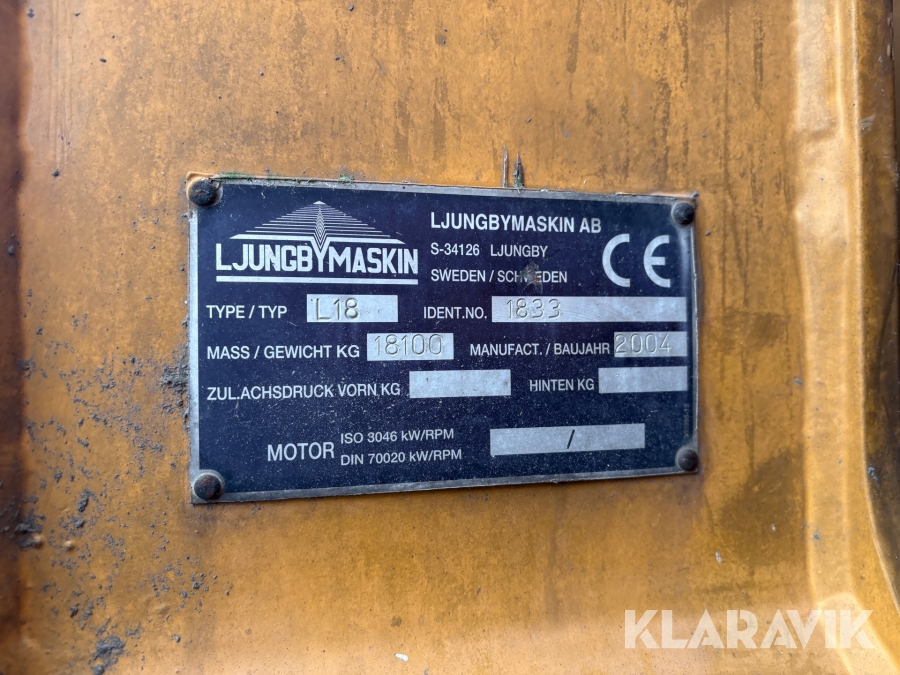 LJUNGBYMASKIN
LJUNGBYMASKIN AB
S-34126 LJUNGBY
SWEDEN / SCHWEDEN
CE
TYPE / TYP L18 IDENT.NO. 1833
MASS / GEWICHT KG 18100 MANUFACT. / BAUJAHR 2004
ZUL.ACHSDRUCK VORN KG HINTEN KG
MOTOR ISO 3046 kW/RPM /
DIN 70020 kW/RPM
KLARAVIK